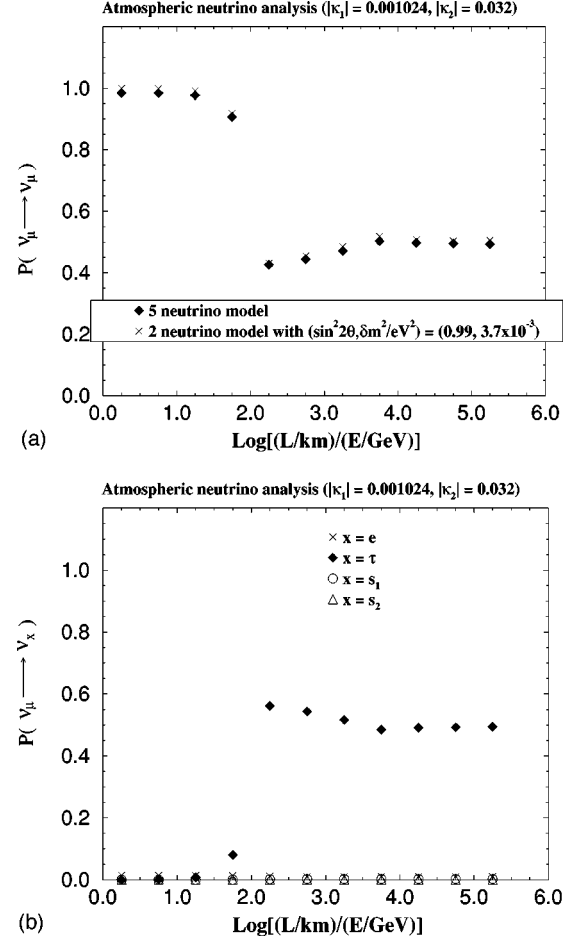 Atmospheric neutrino analysis (|κ₁| = 0.001024, |κ₂| = 0.032)
1.0
0.8
0.6
0.4
0.2
0.0
P( νμ ⟶ νμ )
◆ 5 neutrino model
× 2 neutrino model with (sin²2θ,δm²/eV²) = (0.99, 3.7x10⁻³)
0.0 1.0 2.0 3.0 4.0 5.0 6.0
(a)
Log[(L/km)/(E/GeV)]
Atmospheric neutrino analysis (|κ₁| = 0.001024, |κ₂| = 0.032)
× x = e
◆ x = τ
○ x = s₁
△ x = s₂
1.0
0.8
0.6
0.4
0.2
0.0
P( νμ ⟶ νx )
0.0 1.0 2.0 3.0 4.0 5.0 6.0
(b)
Log[(L/km)/(E/GeV)]